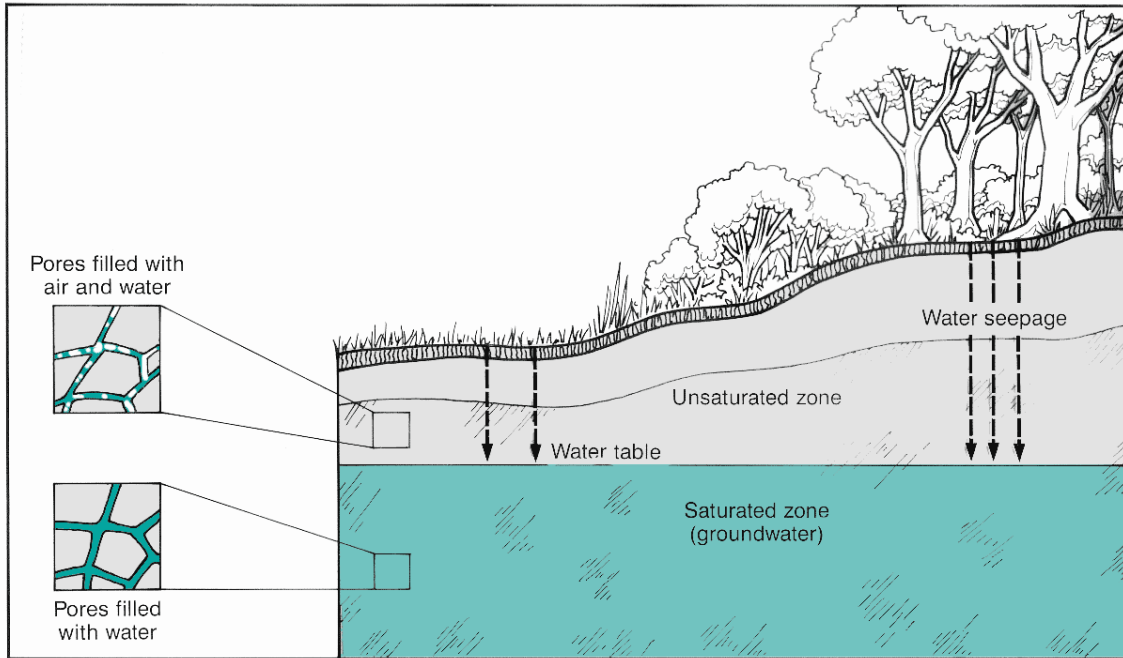 Pores filled with
air and water
Water seepage
Unsaturated zone
Water table
Saturated zone
(groundwater)
Pores filled
with water